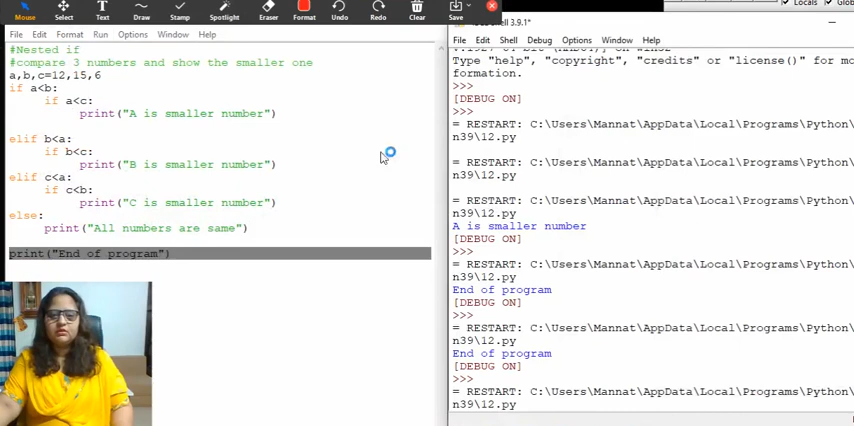 Mouse Select Text Draw Stamp Spotlight Eraser Format Undo Redo Clear Save
Locals
File Edit Format Run Options Window Help
#Nested if
#compare 3 numbers and show the smaller one
a,b,c=12,15,6
if a<b:
if a<c:
print("A is smaller number")
elif b<a:
if b<c:
print("B is smaller number")
elif c<a:
if c<b:
print("C is smaller number")
else:
print("All numbers are same")
print("End of program")
3.9.1*
File Edit Shell Debug Options Window Help
Type "help", "copyright", "credits" or "license()" for mo
formation.
>>>
[DEBUG ON]
>>>
= RESTART: C:\Users\Mannat\AppData\Local\Programs\Python\
n39\12.py
= RESTART: C:\Users\Mannat\AppData\Local\Programs\Python\
n39\12.py
= RESTART: C:\Users\Mannat\AppData\Local\Programs\Python\
n39\12.py
A is smaller number
[DEBUG ON]
>>>
= RESTART: C:\Users\Mannat\AppData\Local\Programs\Python\
n39\12.py
End of program
[DEBUG ON]
>>>
= RESTART: C:\Users\Mannat\AppData\Local\Programs\Python\
n39\12.py
End of program
[DEBUG ON]
>>>
= RESTART: C:\Users\Mannat\AppData\Local\Programs\Python\
n39\12.py